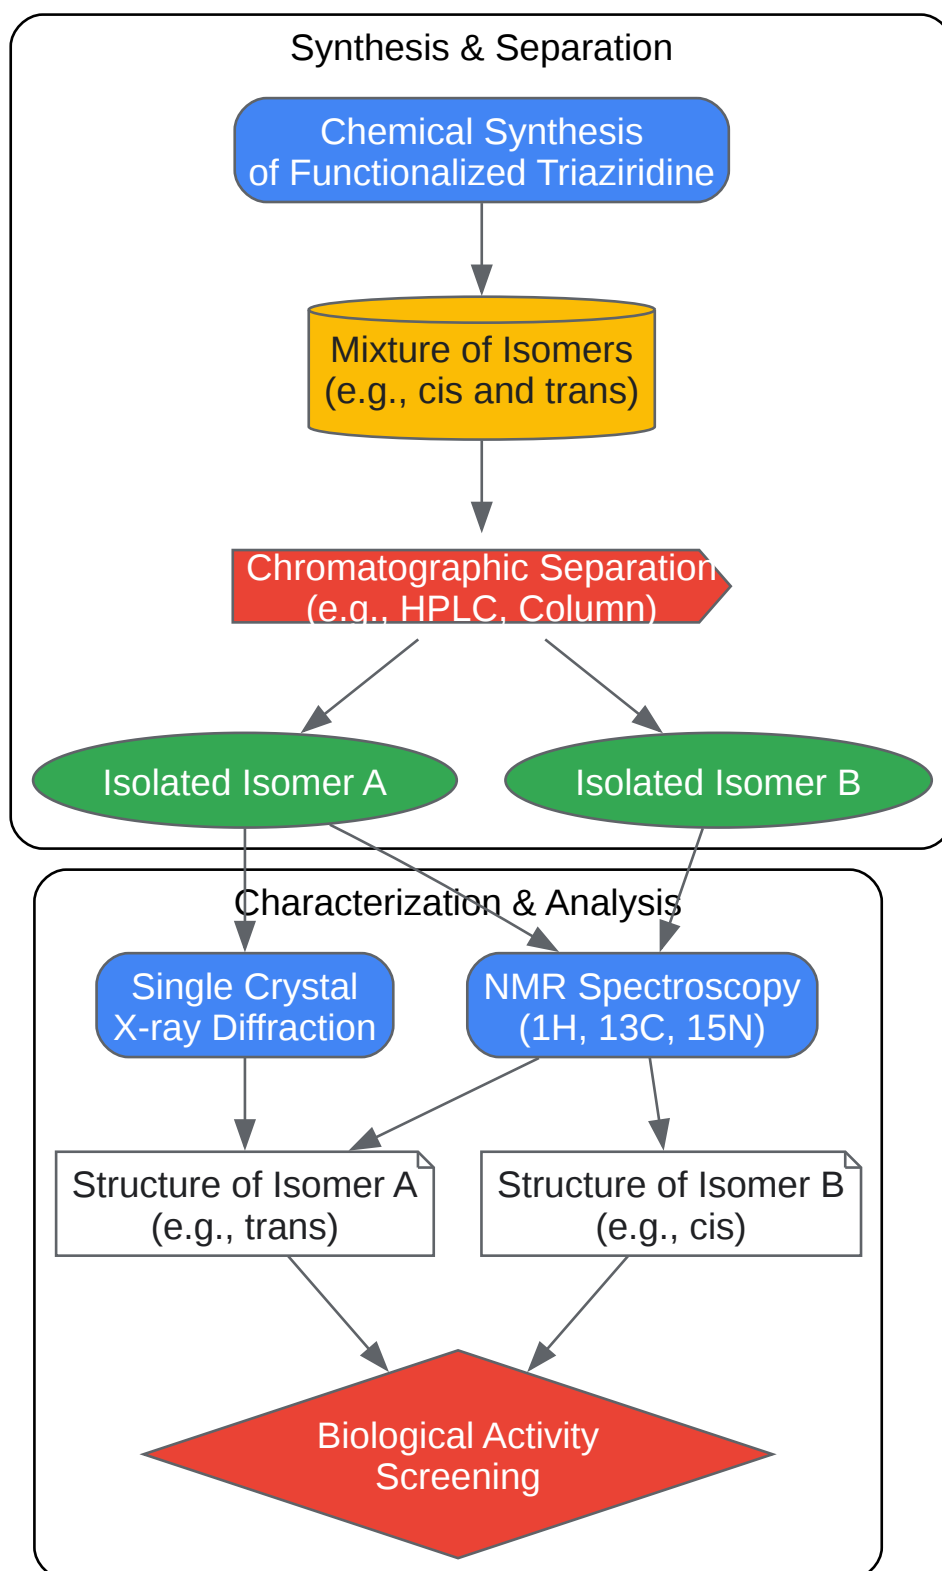 Synthesis & Separation
Chemical Synthesis
of Functionalized Triaziridine
Mixture of Isomers
(e.g., cis and trans)
Chromatographic Separation
(e.g., HPLC, Column)
Isolated Isomer A
Isolated Isomer B
Characterization & Analysis
Single Crystal
X-ray Diffraction
NMR Spectroscopy
(1H, 13C, 15N)
Structure of Isomer A
(e.g., trans)
Structure of Isomer B
(e.g., cis)
Biological Activity
Screening